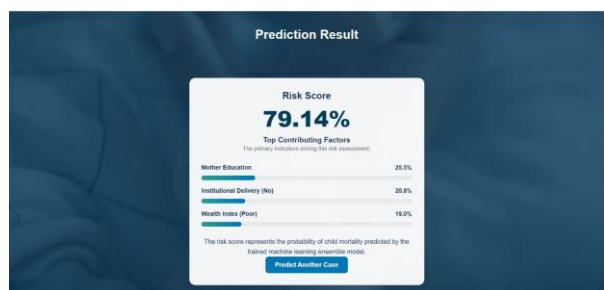 Prediction Result
Risk Score
79.14%
Top Contributing Factors
The primary indicators driving this risk assessment.
Mother Education 25.5%
Institutional Delivery (No) 20.8%
Wealth Index (Poor) 19.0%
The risk score represents the probability of child mortality predicted by the
trained machine learning ensemble model.
Predict Another Case